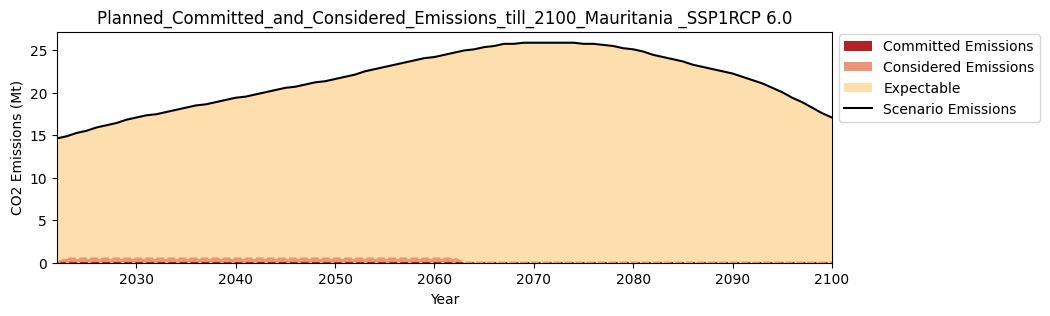 Planned_Committed_and_Considered_Emissions_till_2100_Mauritania _SSP1RCP 6.0
CO2 Emissions (Mt)
25
20
15
10
5
0
2030 2040 2050 2060 2070 2080 2090 2100
Year
Committed Emissions
Considered Emissions
Expectable
Scenario Emissions